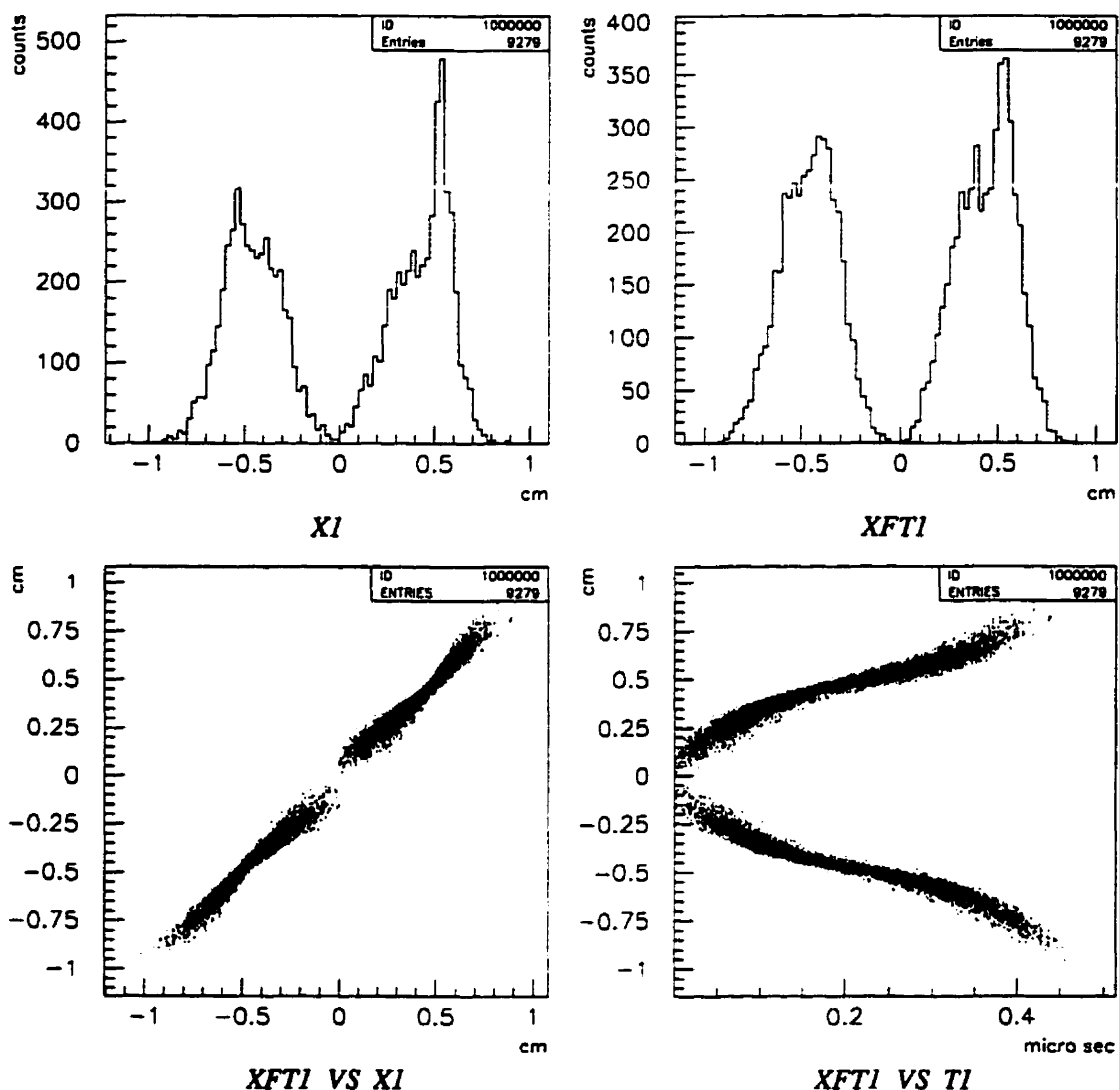 ID 1000000
Entries 9279
counts
500
400
300
200
100
0
-1 -0.5 0 0.5 1
cm
X1
ID 1000000
Entries 9279
counts
400
350
300
250
200
150
100
50
0
-1 -0.5 0 0.5 1
cm
XFT1
ID 1000000
ENTRIES 9279
cm
1
0.75
0.5
0.25
0
-0.25
-0.5
-0.75
-1
-1 -0.5 0 0.5 1
cm
XFT1 VS X1
ID 1000000
ENTRIES 9279
cm
1
0.75
0.5
0.25
0
-0.25
-0.5
-0.75
-1
0.2 0.4
micro sec
XFT1 VS T1